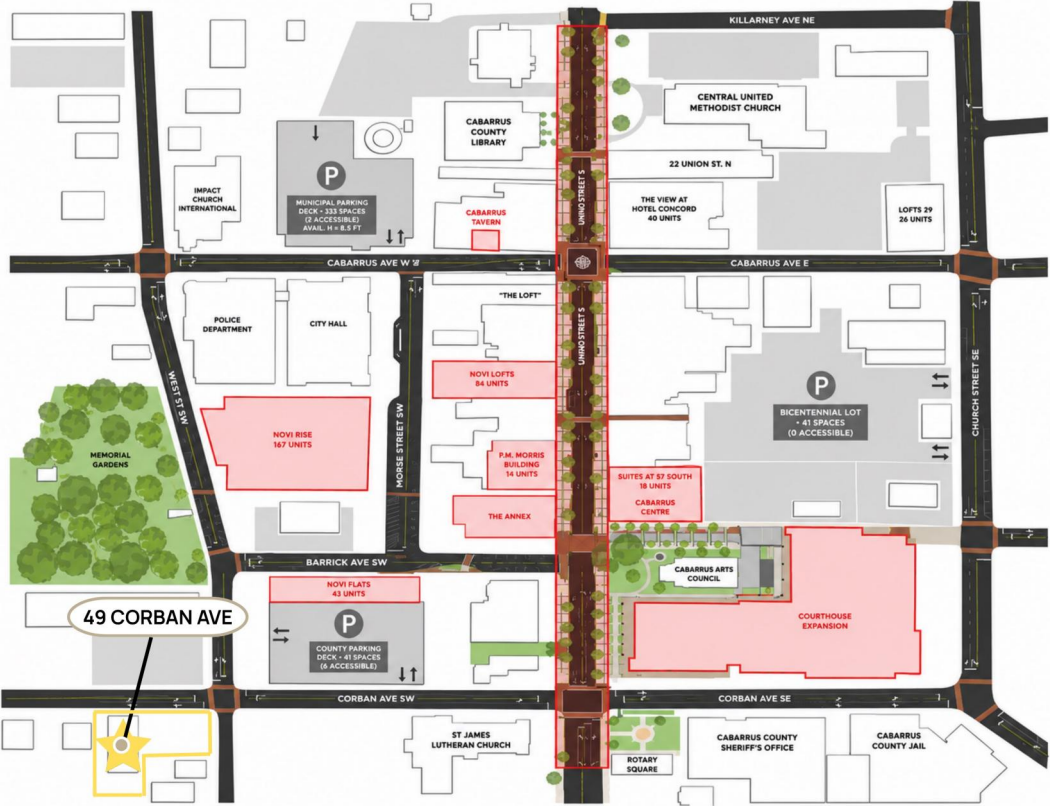 KILLARNEY AVE NE
CENTRAL UNITED
METHODIST CHURCH
CABARRUS
COUNTY
LIBRARY
22 UNION ST. N
UNINO STREET S
P
MUNICIPAL PARKING
DECK - 333 SPACES
(2 ACCESSIBLE)
AVAIL. H = 8.5 FT
IMPACT
CHURCH
INTERNATIONAL
CABARRUS
TAVERN
THE VIEW AT
HOTEL CONCORD
40 UNITS
LOFTS 29
26 UNITS
CABARRUS AVE W
CABARRUS AVE E
"THE LOFT"
POLICE
DEPARTMENT
CITY HALL
UNINO STREET S
WEST ST SW
MORSE STREET SW
CHURCH STREET SE
NOVI LOFTS
84 UNITS
P
BICENTENNIAL LOT
- 41 SPACES
(0 ACCESSIBLE)
NOVI RISE
167 UNITS
MEMORIAL
GARDENS
P.M. MORRIS
BUILDING
14 UNITS
SUITES AT 57 SOUTH
18 UNITS
CABARRUS
CENTRE
THE ANNEX
BARRICK AVE SW
CABARRUS ARTS
COUNCIL
NOVI FLATS
43 UNITS
49 CORBAN AVE
P
COUNTY PARKING
DECK - 41 SPACES
(6 ACCESSIBLE)
COURTHOUSE
EXPANSION
CORBAN AVE SW
CORBAN AVE SE
ST JAMES
LUTHERAN CHURCH
ROTARY
SQUARE
CABARRUS COUNTY
SHERIFF'S OFFICE
CABARRUS
COUNTY JAIL